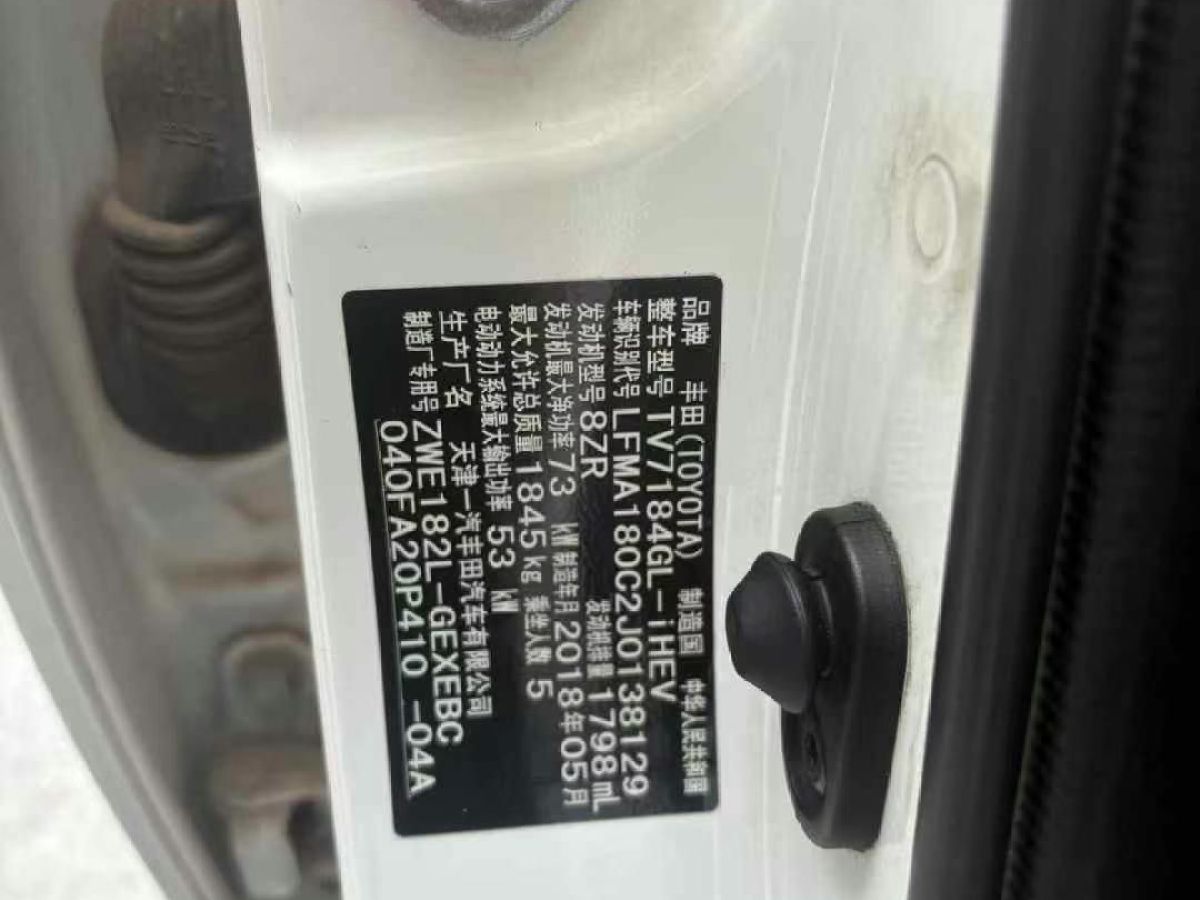 品牌 丰田(TOYOTA) 制造国 中华人民共和国
整车型号 TV7184GL-iHEV
车辆识别代号 LFMA180C2J0138129
发动机型号 8ZR 发动机排量 1798 mL
发动机最大净功率 73 kW 制造年月 2018年05月
最大允许总质量 1845 kg 乘坐人数 5
电动动力系统最大输出功率 53 kW
生产厂名 天津一汽丰田汽车有限公司
制造厂专用号 ZWE182L-GEXEBC
040FA20P410 -04A